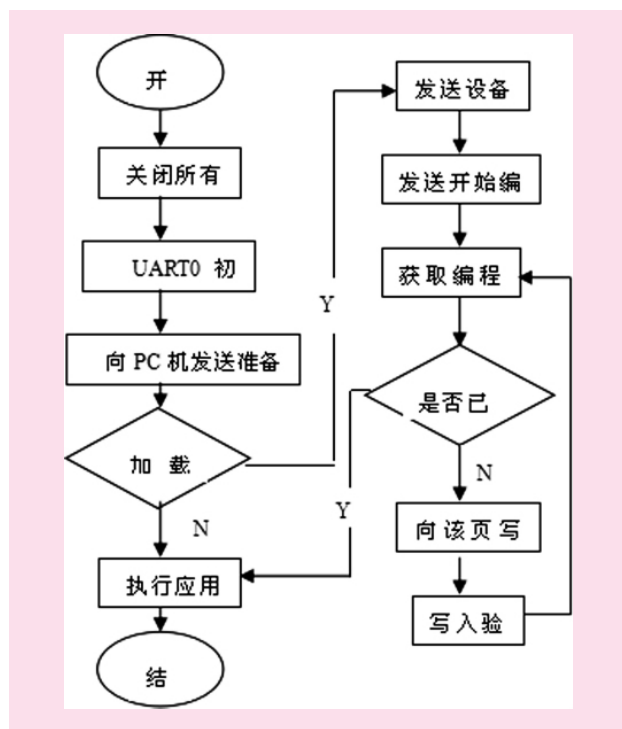 开
关闭所有
UART0 初
向 PC 机发送准备
加 载
N
执行应用
结
Y
发送设备
发送开始编
获取编程
是否已
Y
N
向该页写
写入验